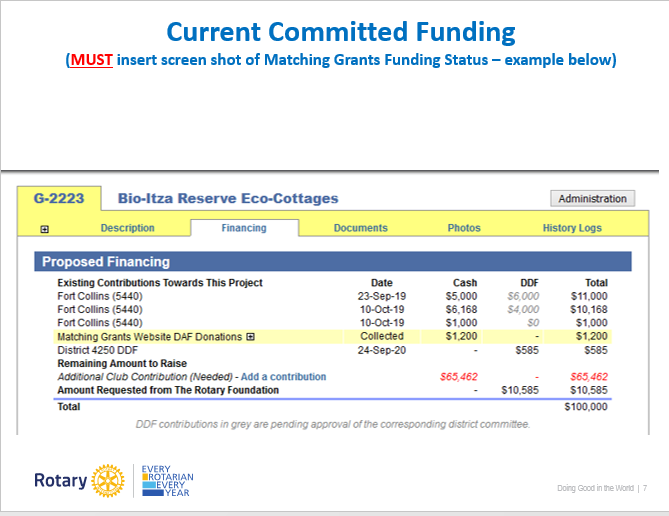 Current Committed Funding
(MUST insert screen shot of Matching Grants Funding Status – example below)
G-2223 Bio-Itza Reserve Eco-Cottages Administration
Description Financing Documents Photos History Logs
Proposed Financing
Existing Contributions Towards This Project Date Cash DDF Total
Fort Collins (5440) 23-Sep-19 $5,000 $6,000 $11,000
Fort Collins (5440) 10-Oct-19 $6,168 $4,000 $10,168
Fort Collins (5440) 10-Oct-19 $1,000 $0 $1,000
Matching Grants Website DAF Donations Collected $1,200 - $1,200
District 4250 DDF 24-Sep-20 - $585 $585
Remaining Amount to Raise
Additional Club Contribution (Needed) - Add a contribution $65,462 - $65,462
Amount Requested from The Rotary Foundation - $10,585 $10,585
Total $100,000
DDF contributions in grey are pending approval of the corresponding district committee.
Rotary
EVERY
ROTARIAN
EVERY
YEAR
Doing Good in the World | 7